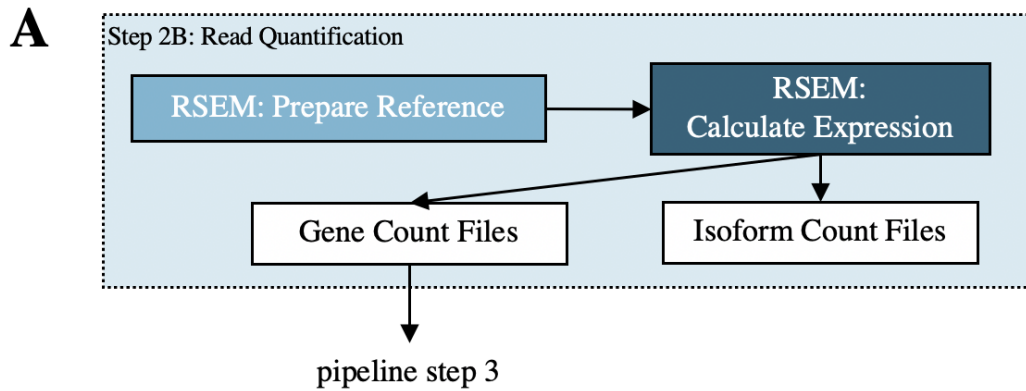 A
Step 2B: Read Quantification
RSEM: Prepare Reference
RSEM:
Calculate Expression
Gene Count Files
Isoform Count Files
pipeline step 3